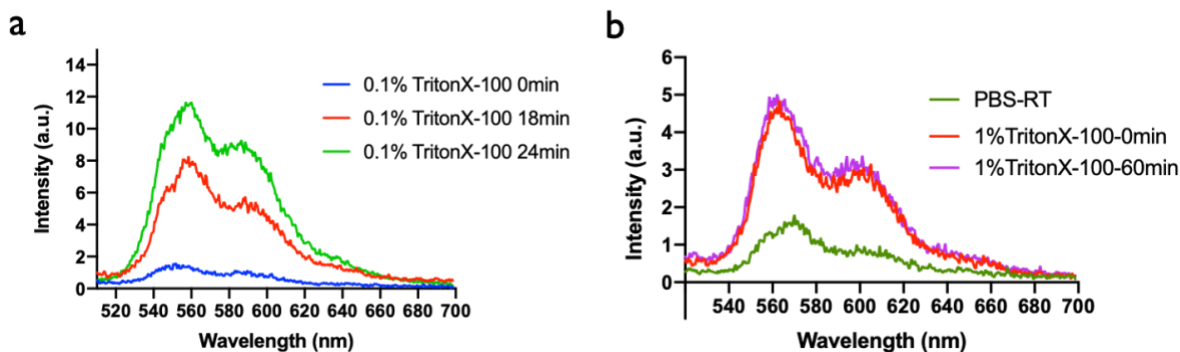 a
14
12
10
8
6
4
2
0
Intensity (a.u.)
0.1% TritonX-100 0min
0.1% TritonX-100 18min
0.1% TritonX-100 24min
520 540 560 580 600 620 640 660 680 700
Wavelength (nm)
b
6
5
4
3
2
1
0
Intensity (a.u.)
PBS-RT
1%TritonX-100-0min
1%TritonX-100-60min
540 560 580 600 620 640 660 680 700
Wavelength (nm)